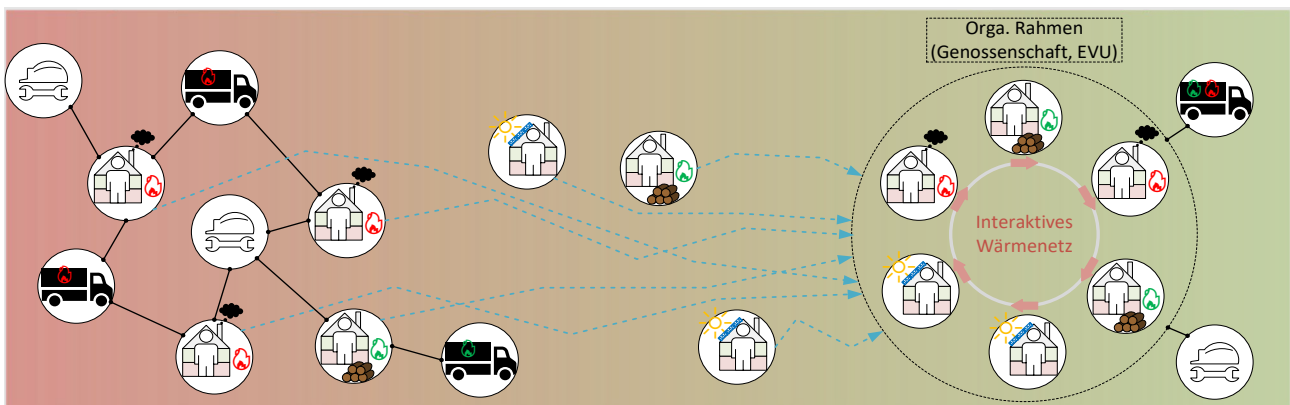 Orga. Rahmen
(Genossenschaft, EVU)
Interaktives
Wärmenetz